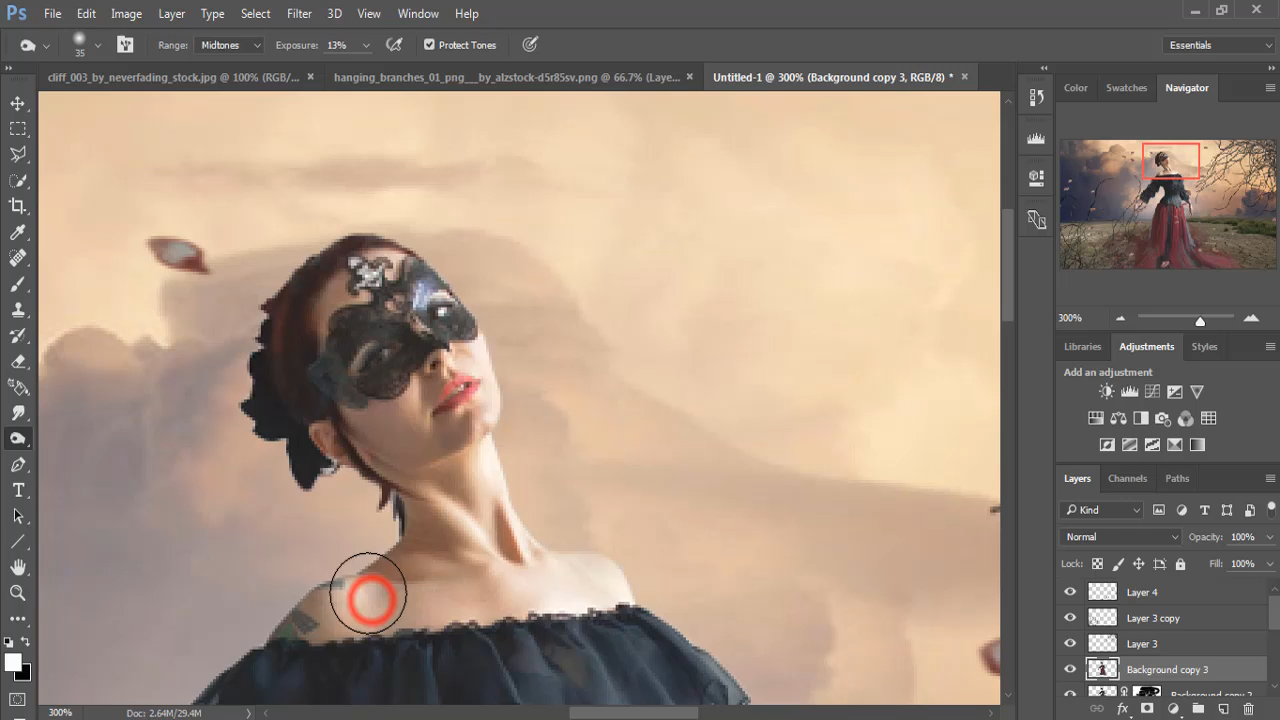 Ps File Edit Image Layer Type Select Filter 3D View Window Help
35 Range: Midtones Exposure: 13% Protect Tones Essentials
cliff_003_by_neverfading_stock.jpg @ 100% (RGB/... × hanging_branches_01_png___by_alzstock-d5r85sv.png @ 66.7% (Laye... × Untitled-1 @ 300% (Background copy 3, RGB/8) * ×
Color Swatches Navigator
300%
Libraries Adjustments Styles
Add an adjustment
Layers Channels Paths
Kind
Normal Opacity: 100%
Lock: Fill: 100%
Layer 4
Layer 3 copy
Layer 3
Background copy 3
Background copy 2
300% Doc: 2.64M/29.4M